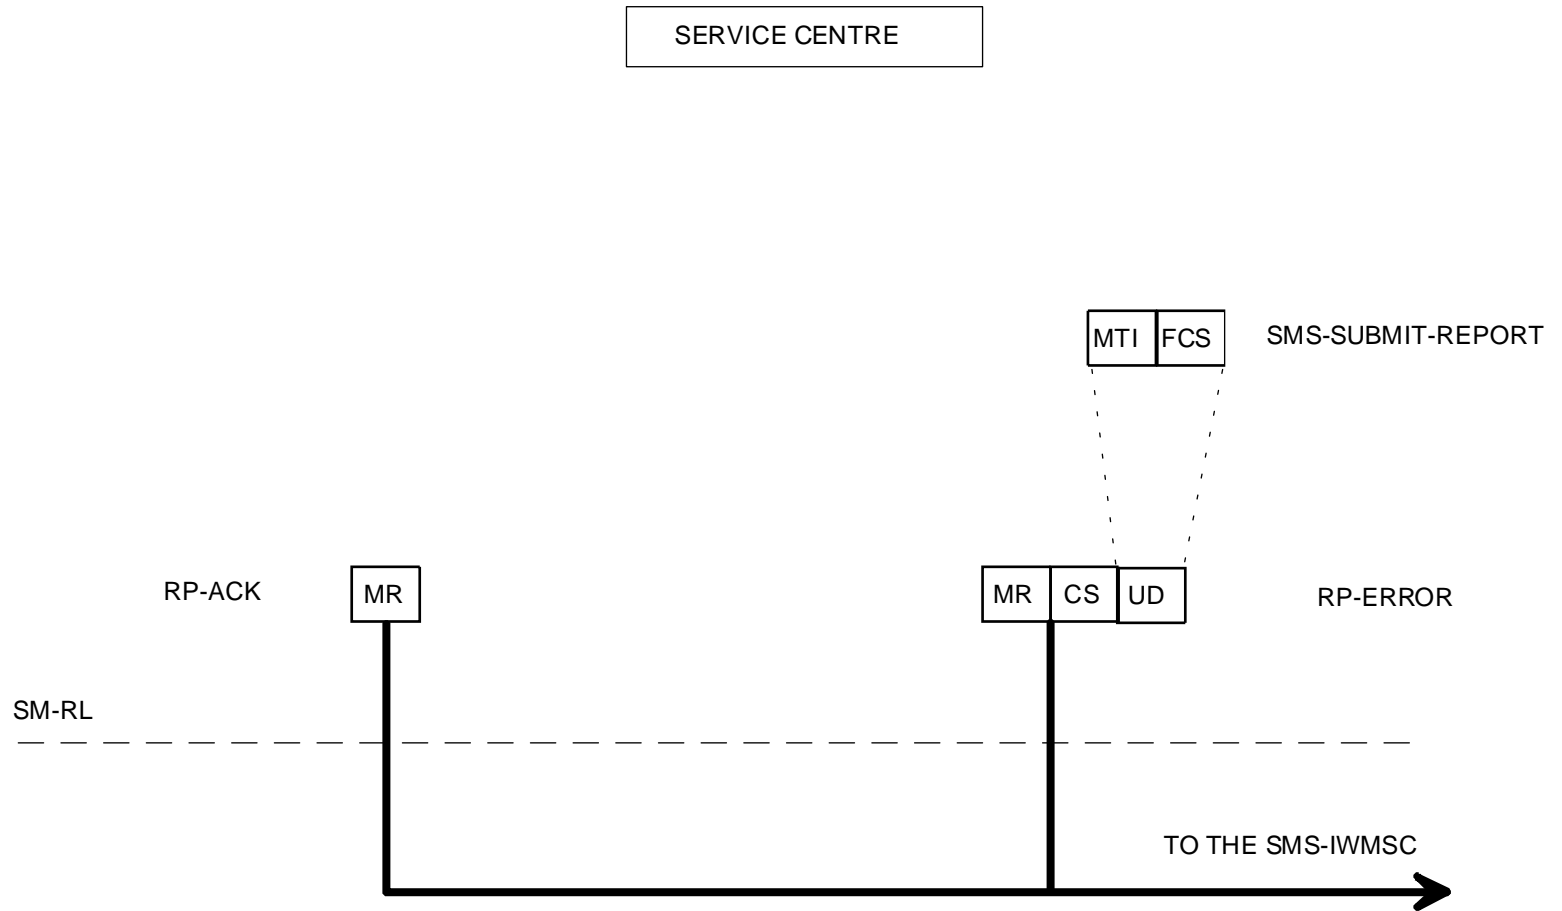 SERVICE CENTRE
MTI FCS SMS-SUBMIT-REPORT
RP-ACK MR MR CS UD RP-ERROR
SM-RL
TO THE SMS-IWMSC